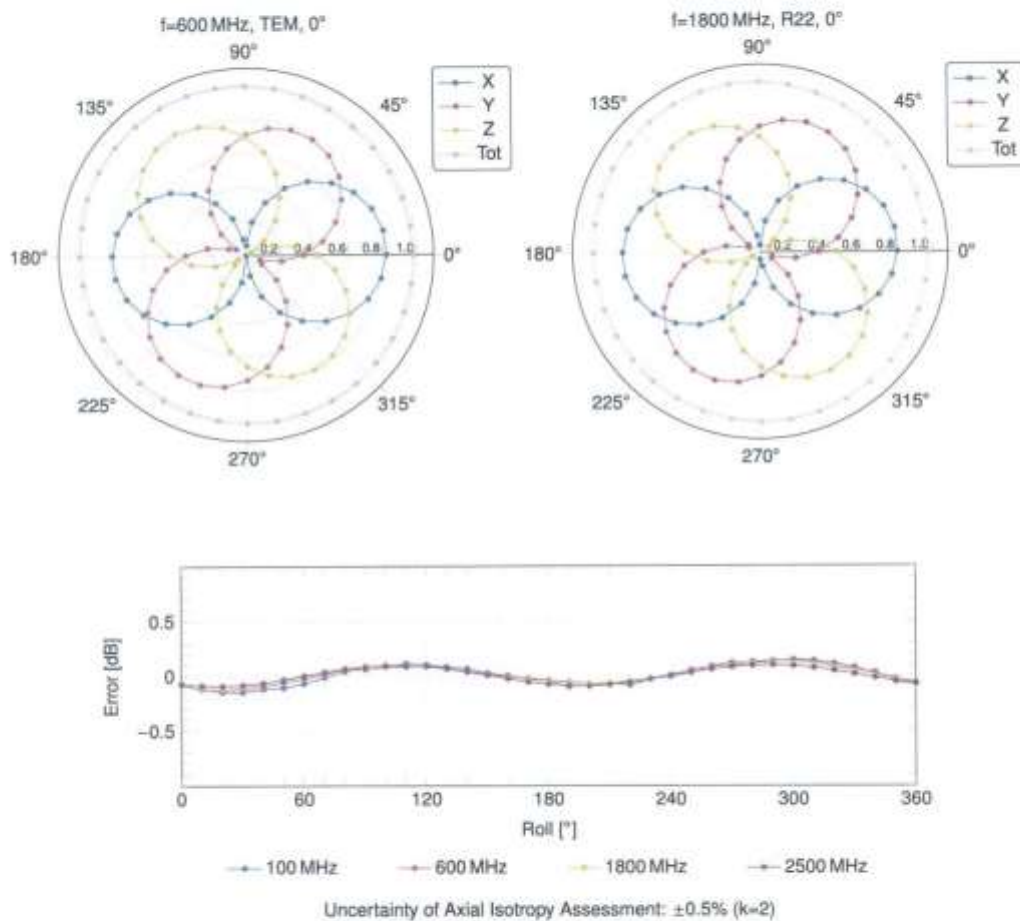 f=600 MHz, TEM, 0°
f=1800 MHz, R22, 0°
90°
135°
45°
X
Y
Z
Tot
180°
0.2 0.4 0.6 0.8 1.0
0°
225°
315°
270°
90°
135°
45°
X
Y
Z
Tot
180°
0.2 0.4 0.6 0.8 1.0
0°
225°
315°
270°
Error [dB]
0.5
0
−0.5
0 60 120 180 240 300 360
Roll [°]
100 MHz 600 MHz 1800 MHz 2500 MHz
Uncertainty of Axial Isotropy Assessment: ±0.5% (k=2)